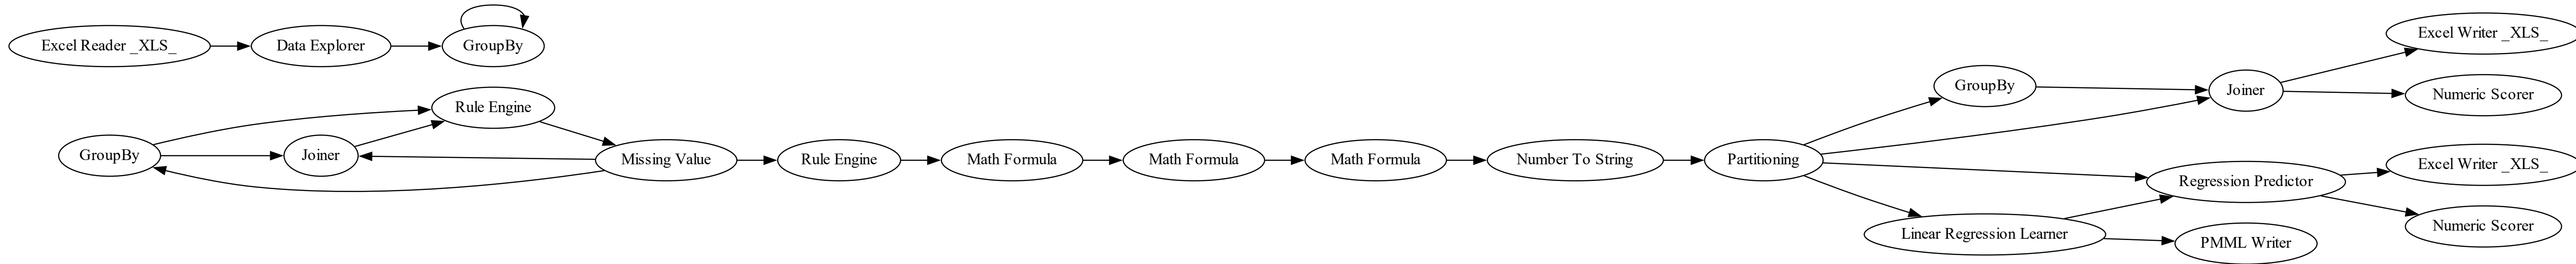 Excel Reader _XLS_
Data Explorer
GroupBy
GroupBy
Joiner
Rule Engine
Missing Value
Rule Engine
Math Formula
Math Formula
Math Formula
Number To String
Partitioning
GroupBy
Joiner
Excel Writer _XLS_
Numeric Scorer
Linear Regression Learner
Regression Predictor
Excel Writer _XLS_
Numeric Scorer
PMML Writer